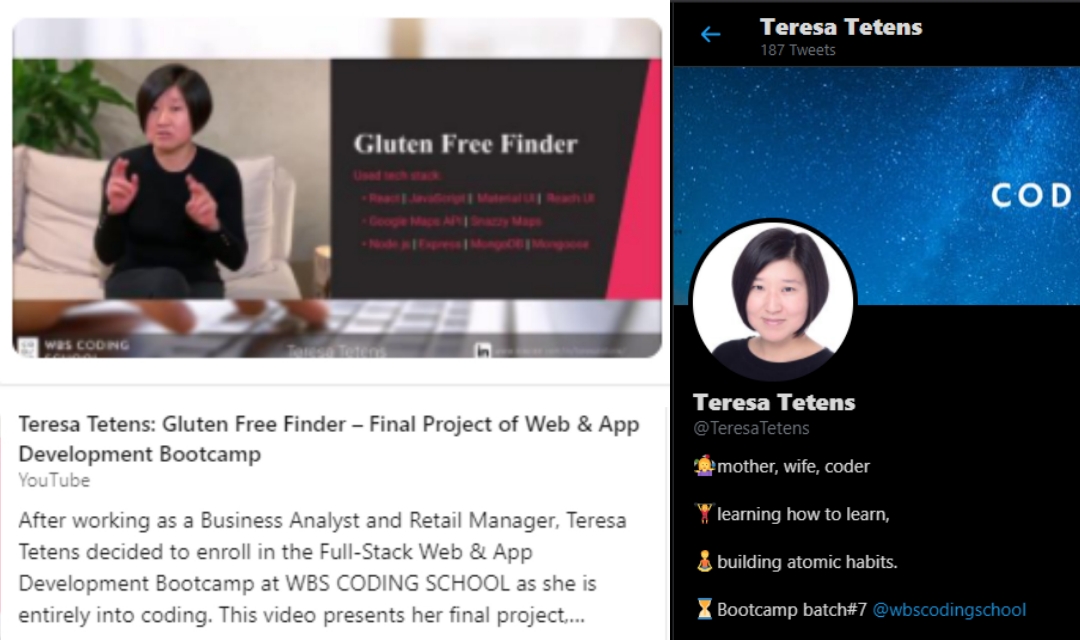 Gluten Free Finder
Used tech stack:
• React | JavaScript | Material UI | Reach UI
• Google Maps API | Snazzy Maps
• Node.js | Express | MongoDB | Mongoose
WBS CODING
SCHOOL
Teresa Tetens
in
Teresa Tetens: Gluten Free Finder – Final Project of Web & App
Development Bootcamp
YouTube
After working as a Business Analyst and Retail Manager, Teresa
Tetens decided to enroll in the Full-Stack Web & App
Development Bootcamp at WBS CODING SCHOOL as she is
entirely into coding. This video presents her final project,...
Teresa Tetens
187 Tweets
COD
Teresa Tetens
@TeresaTetens
mother, wife, coder
learning how to learn,
building atomic habits.
Bootcamp batch#7 @wbscodingschool